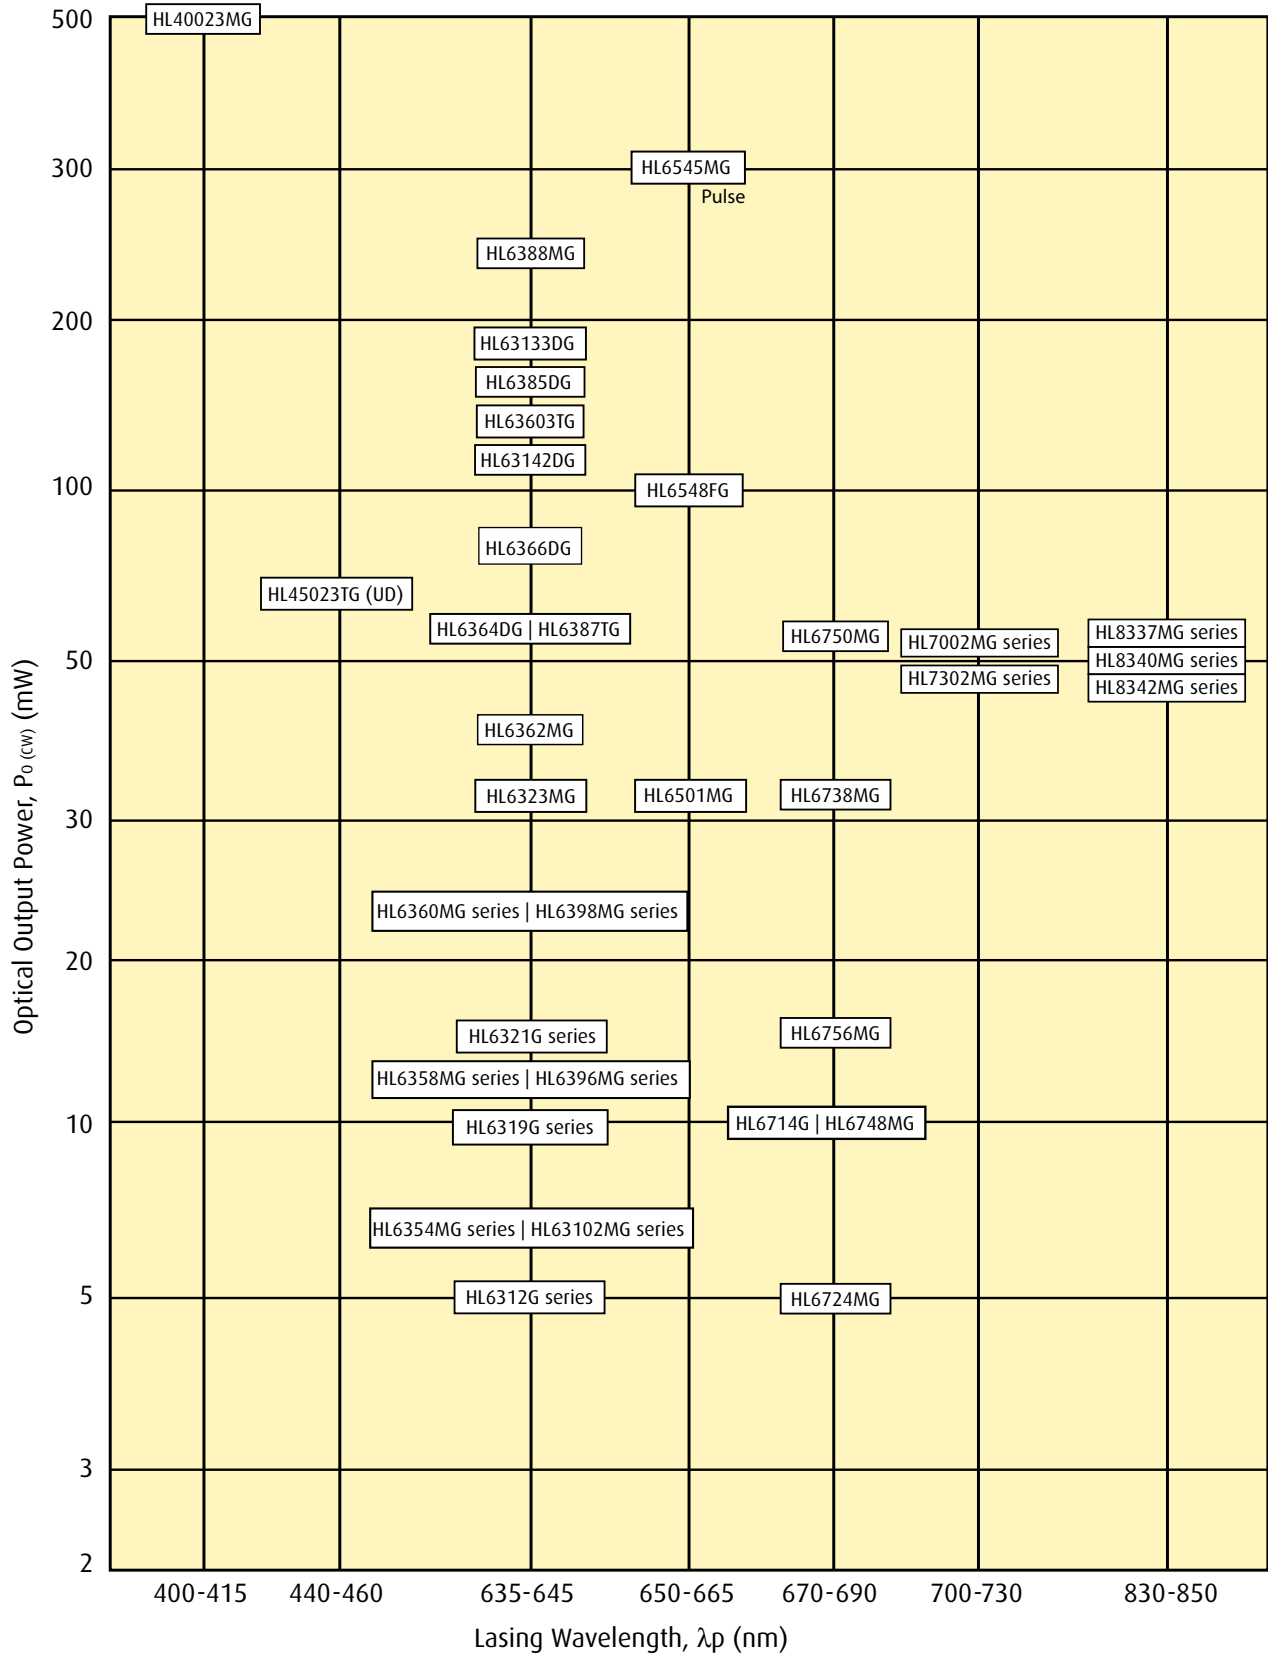 500
HL40023MG
300
HL6545MG
Pulse
HL6388MG
200
HL63133DG
HL6385DG
HL63603TG
HL63142DG
100
HL6548FG
HL6366DG
HL45023TG (UD)
HL6364DG | HL6387TG
HL6750MG
HL7002MG series
HL8337MG series
50
HL8340MG series
HL7302MG series
HL8342MG series
HL6362MG
HL6323MG
HL6501MG
HL6738MG
30
HL6360MG series | HL6398MG series
20
HL6321G series
HL6756MG
HL6358MG series | HL6396MG series
10
HL6319G series
HL6714G | HL6748MG
HL6354MG series | HL63102MG series
5
HL6312G series
HL6724MG
3
2
Optical Output Power, Po (CW) (mW)
400-415 440-460 635-645 650-665 670-690 700-730 830-850
Lasing Wavelength, λp (nm)